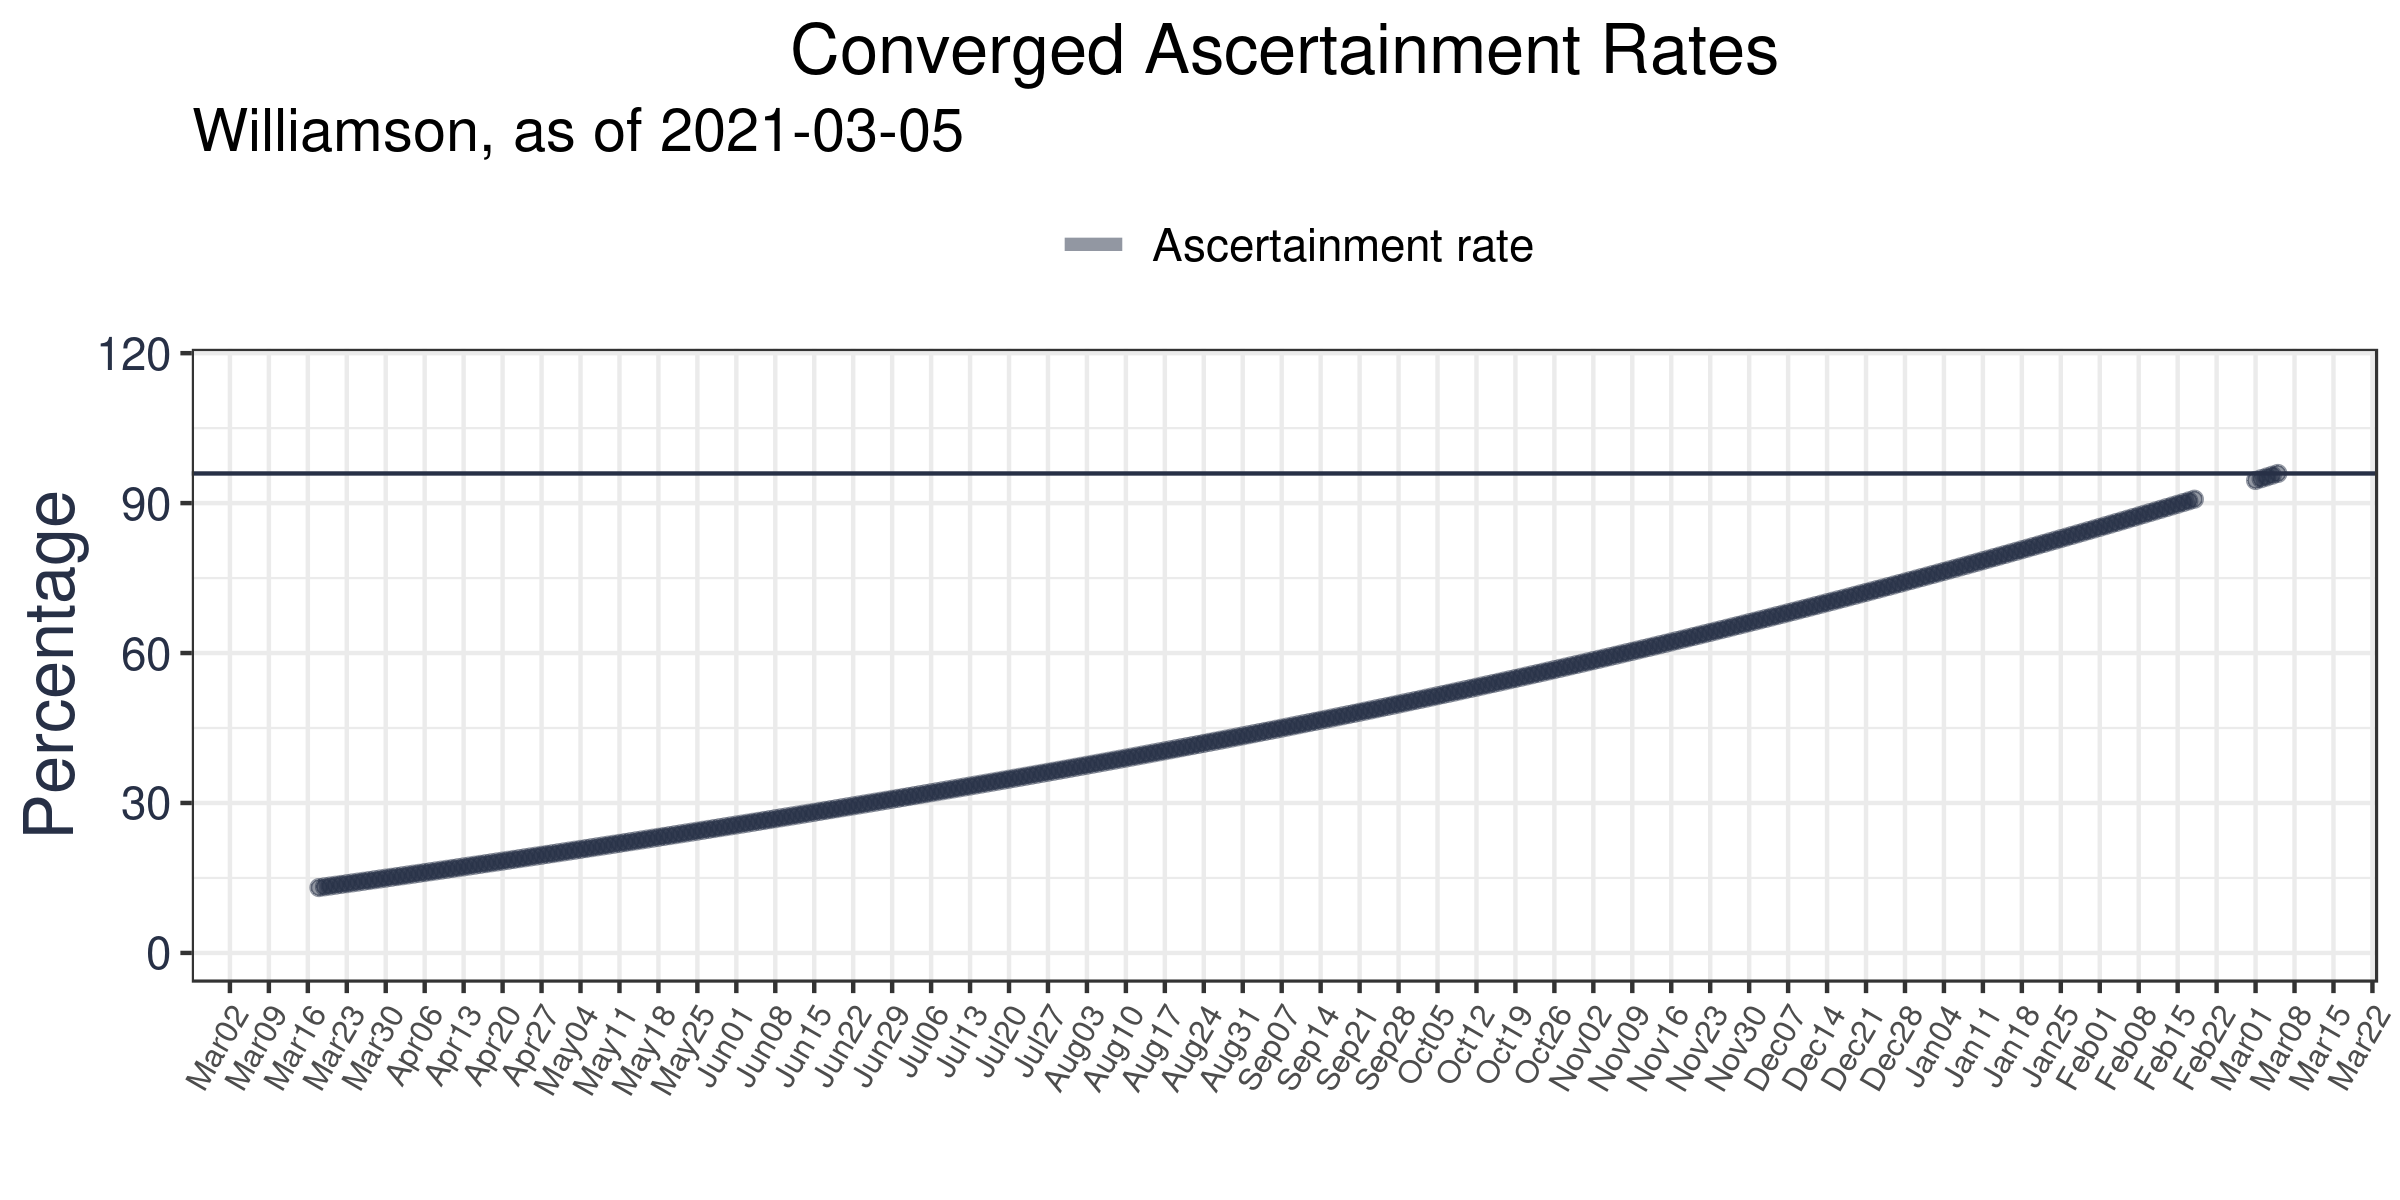 Converged Ascertainment Rates
Williamson, as of 2021-03-05
Ascertainment rate
Percentage
120
90
60
30
0
Mar02 Mar09 Mar16 Mar23 Mar30 Apr06 Apr13 Apr20 Apr27 May04 May11 May18 May25 Jun01 Jun08 Jun15 Jun22 Jun29 Jul06 Jul13 Jul20 Jul27 Aug03 Aug10 Aug17 Aug24 Aug31 Sep07 Sep14 Sep21 Sep28 Oct05 Oct12 Oct19 Oct26 Nov02 Nov09 Nov16 Nov23 Nov30 Dec07 Dec14 Dec21 Dec28 Jan04 Jan11 Jan18 Jan25 Feb01 Feb08 Feb15 Feb22 Mar01 Mar08 Mar15 Mar22